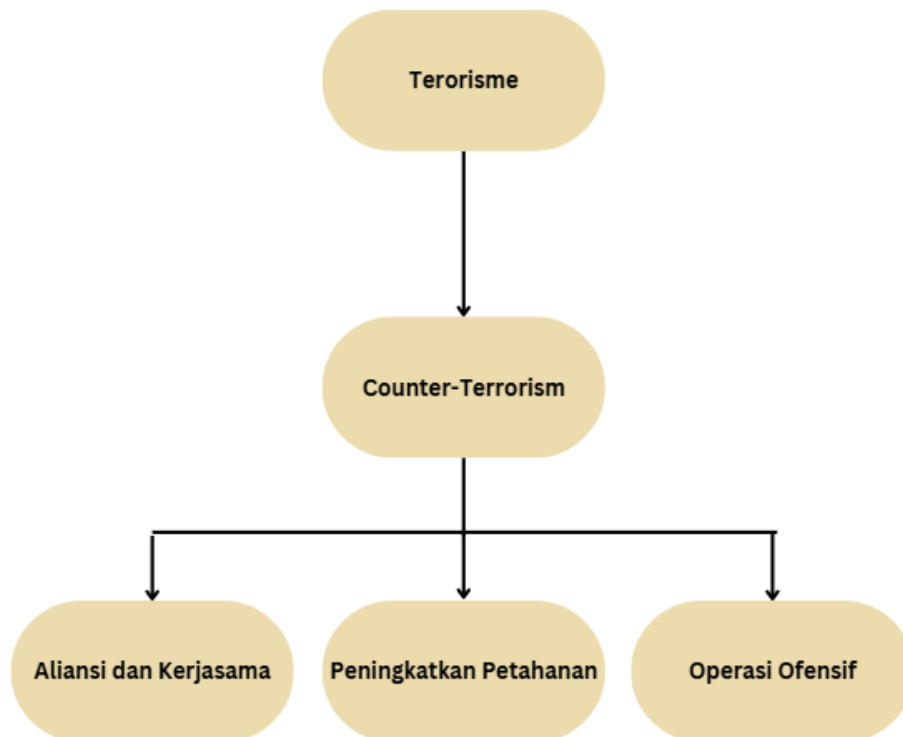 Terorisme
Counter-Terrorism
Aliansi dan Kerjasama
Peningkatkan Petahanan
Operasi Ofensif